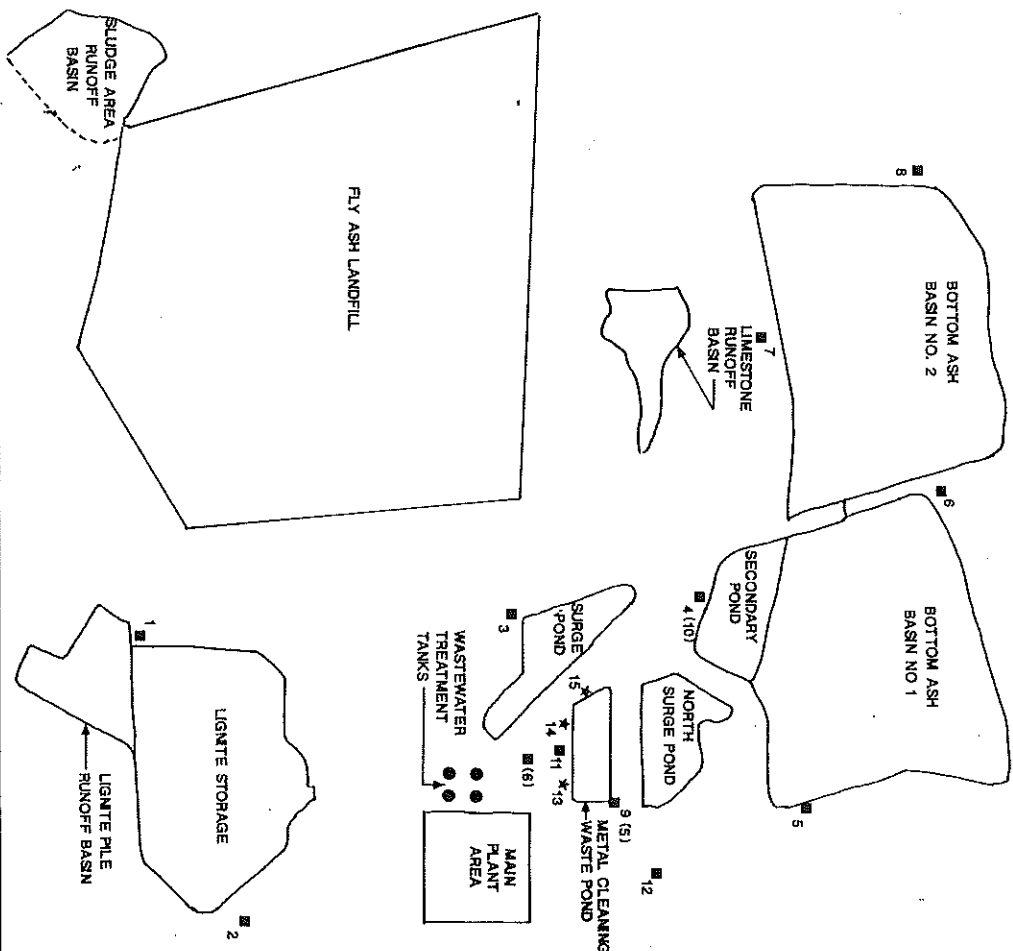 SLUDGE AREA
RUNOFF
BASIN
FLY ASH LANDFILL
8
BOTTOM ASH
BASIN NO. 2
7
LIMESTONE
RUNOFF
BASIN
6
BOTTOM ASH
BASIN NO 1
SECONDARY
POND
4 (10)
5
NORTH
SURGE POND
SURGE
POND
3
15
14
11
13
9 (5)
METAL CLEANING
WASTE POND
12
(6)
WASTEWATER
TREATMENT
TANKS
MAIN
PLANT
AREA
1
LIGNITE STORAGE
LIGNITE PILE
RUNOFF BASIN
2